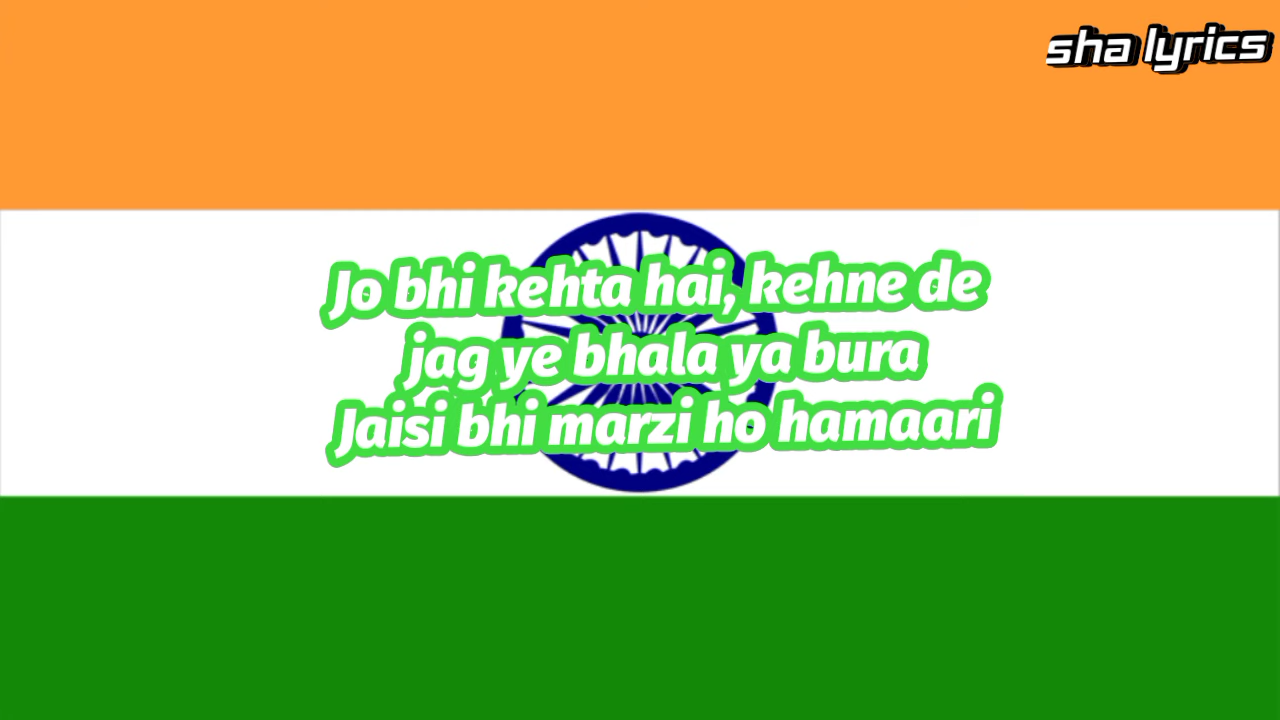 sha lyrics
Jo bhi kehta hai, kehne de
jag ye bhala ya bura
Jaisi bhi marzi ho hamaari